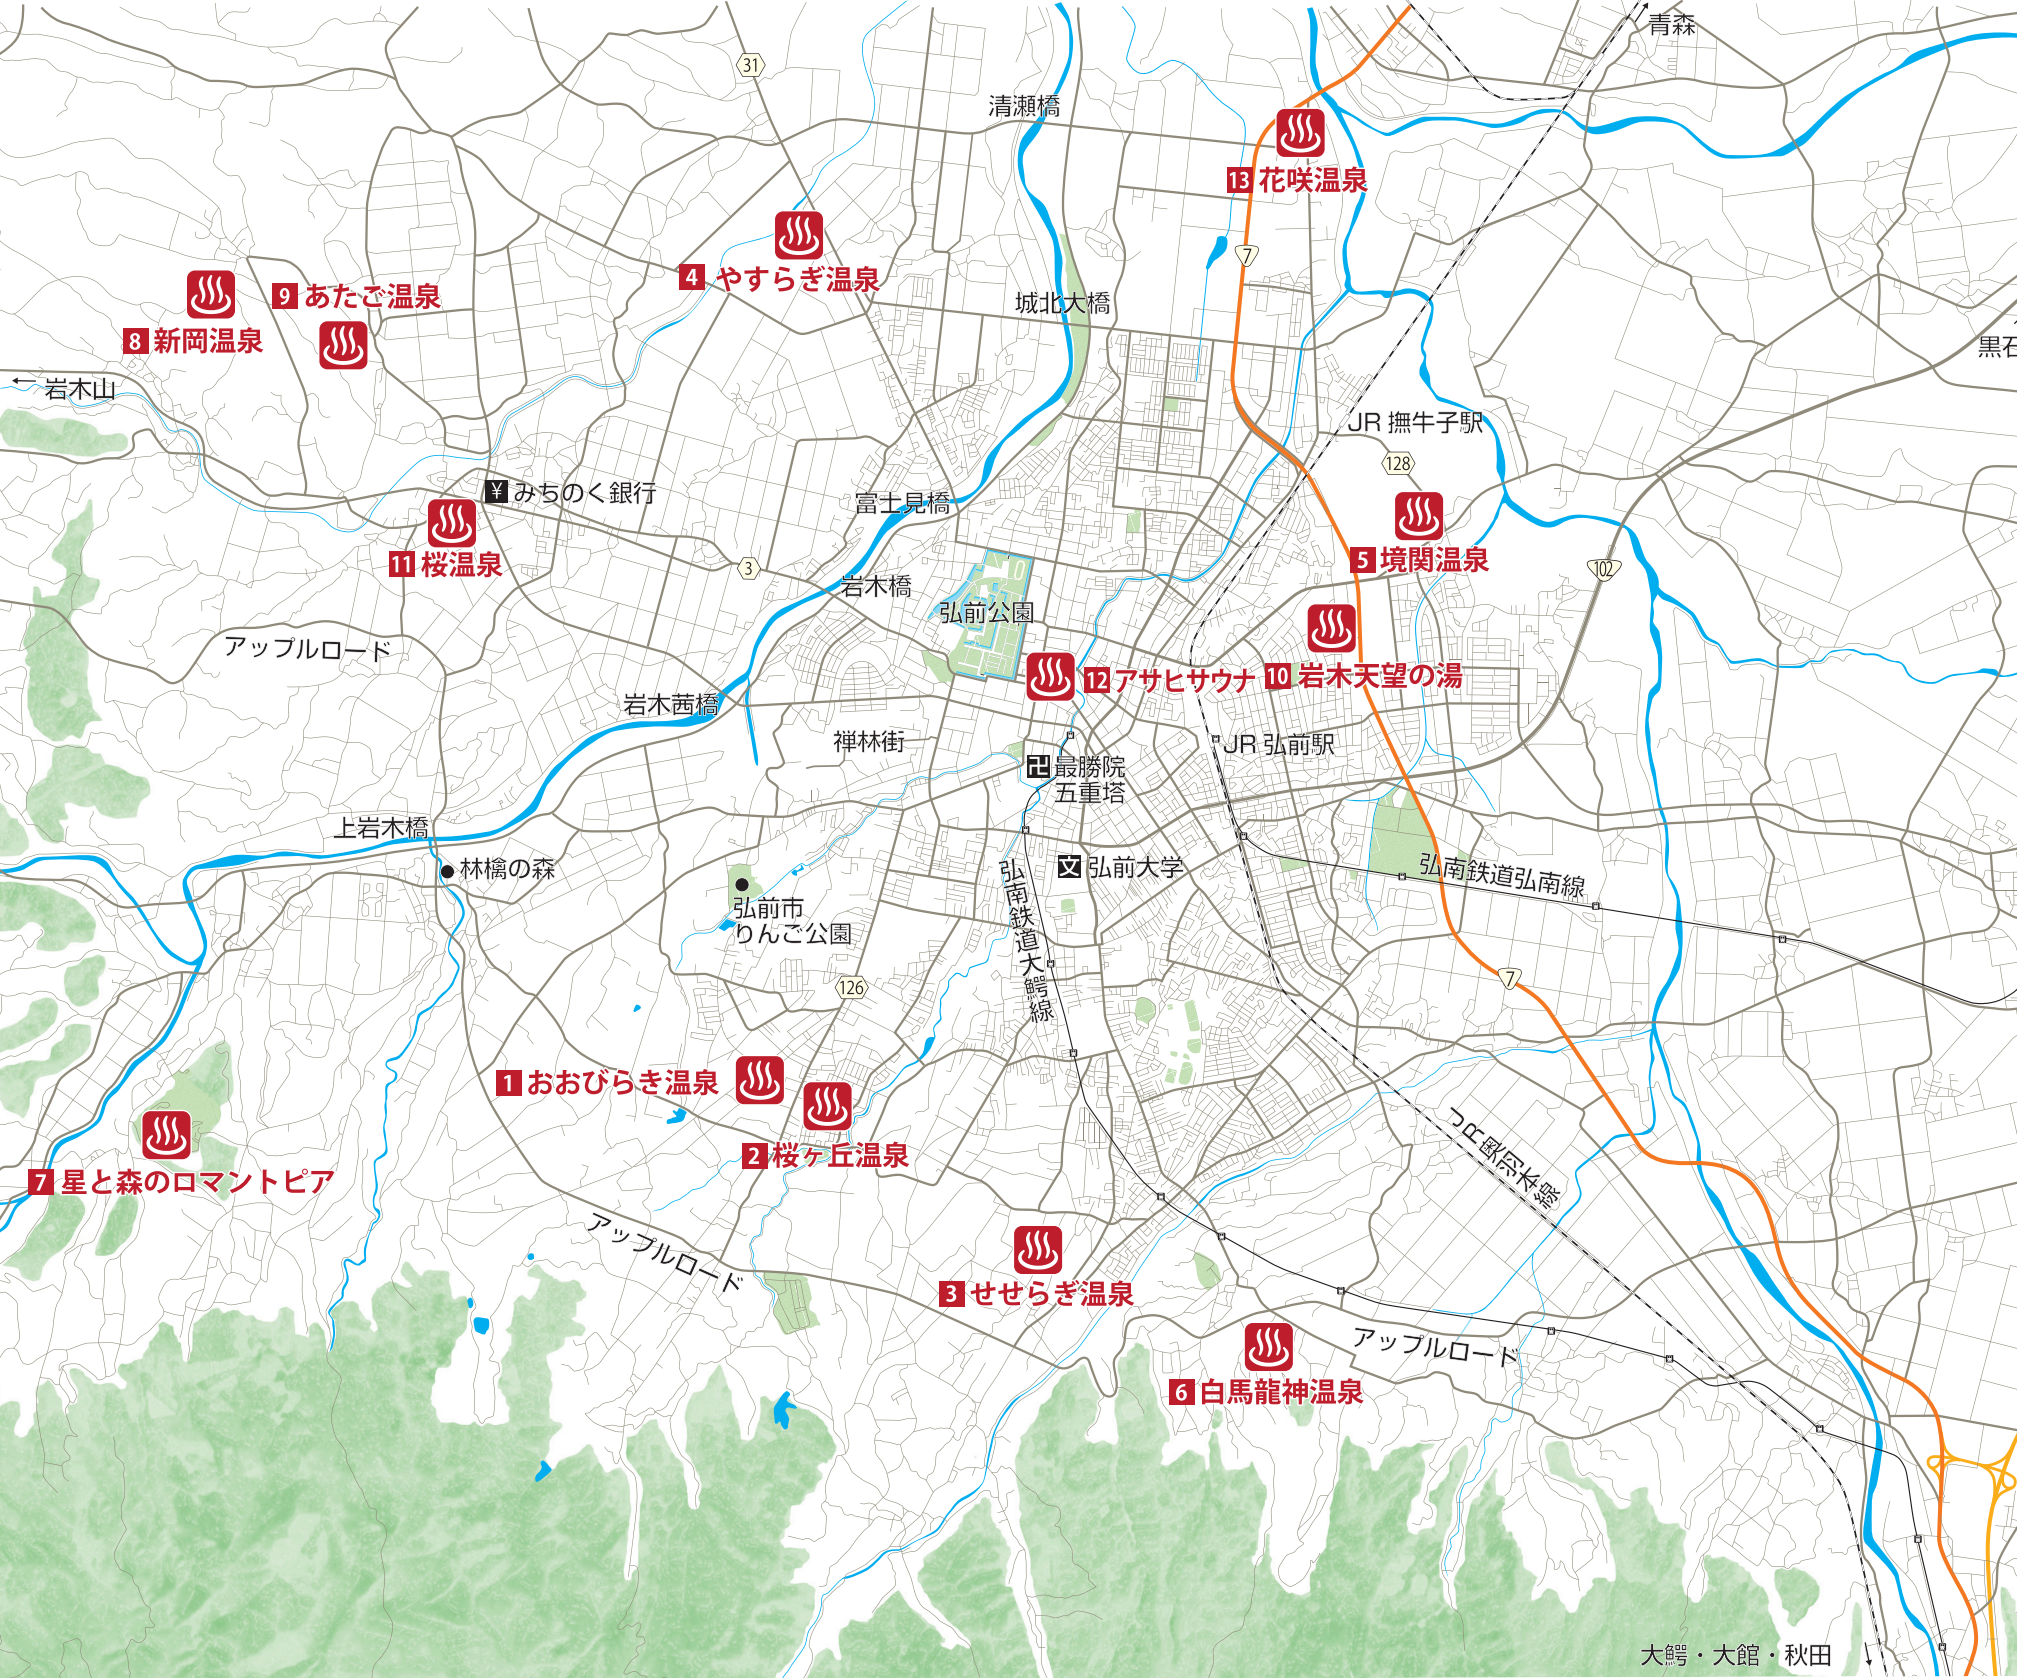 青森
31
清瀬橋
13 花咲温泉
7
4 やすらぎ温泉
9 あたご温泉
城北大橋
8 新岡温泉
黒石
←岩木山
JR 撫牛子駅
128
¥ みちのく銀行
富士見橋
11 桜温泉
3
5 境関温泉
102
岩木橋
弘前公園
アップルロード
12 アサヒサウナ
10 岩木天望の湯
岩木茜橋
禅林街
JR 弘前駅
卍 最勝院
五重塔
上岩木橋
林檎の森
文 弘前大学
弘南鉄道弘南線
弘前市
りんご公園
弘南鉄道大鰐線
126
7
1 おおびらき温泉
2 桜ヶ丘温泉
JR奥羽本線
7 星と森のロマントピア
アップルロード
3 せせらぎ温泉
アップルロード
6 白馬龍神温泉
大鰐・大館・秋田